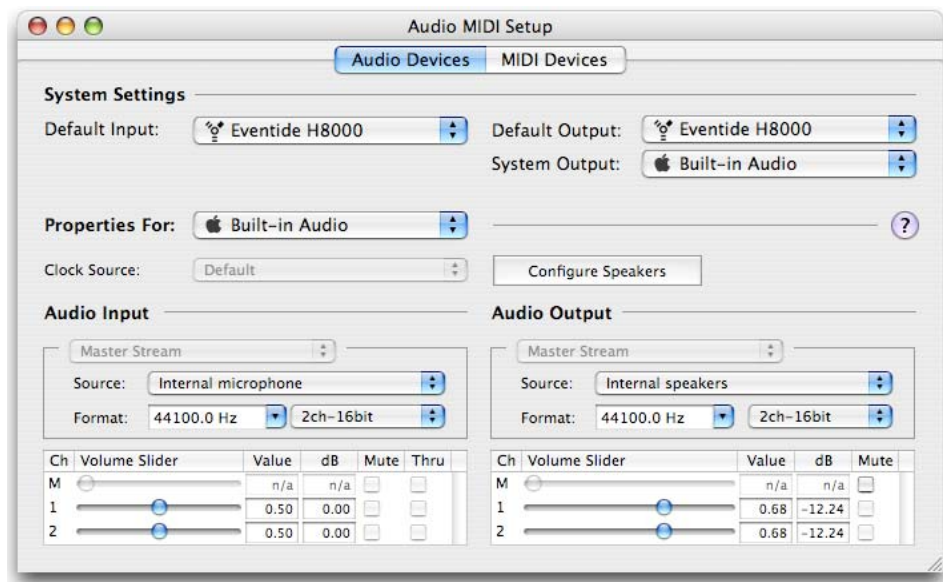 Audio MIDI Setup
Audio Devices MIDI Devices
System Settings
Default Input: Eventide H8000
Default Output: Eventide H8000
System Output: Built-in Audio
Properties For: Built-in Audio ?
Clock Source: Default
Configure Speakers
Audio Input
Master Stream
Source: Internal microphone
Format: 44100.0 Hz 2ch-16bit
Ch Volume Slider Value dB Mute Thru
M n/a n/a
1 0.50 0.00
2 0.50 0.00
Audio Output
Master Stream
Source: Internal speakers
Format: 44100.0 Hz 2ch-16bit
Ch Volume Slider Value dB Mute
M n/a n/a
1 0.68 -12.24
2 0.68 -12.24